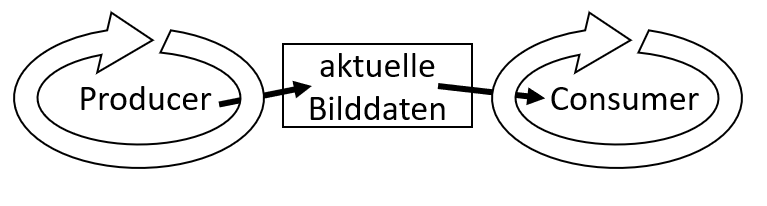 Producer
aktuelle
Bilddaten
Consumer